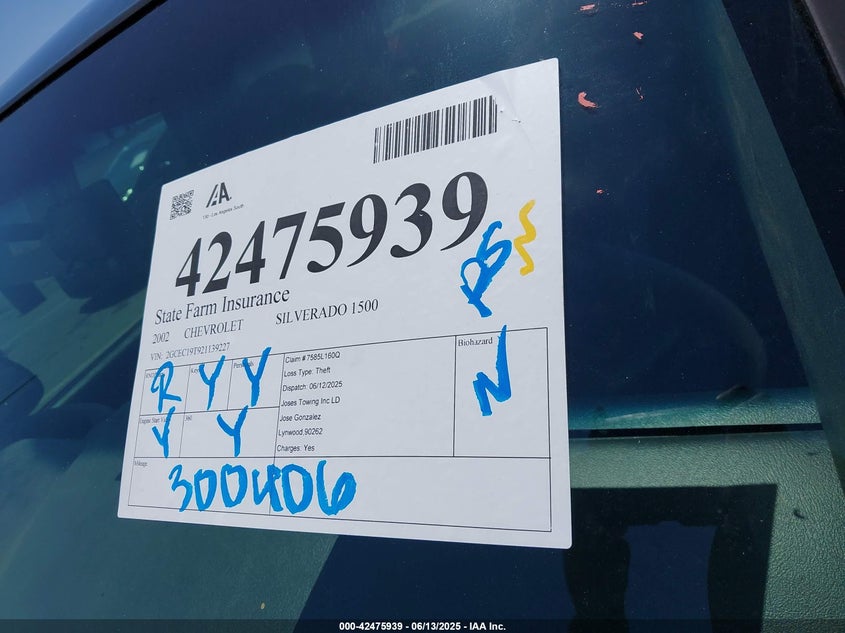 IAA
42475939
State Farm Insurance
2002 CHEVROLET SILVERADO 1500
VIN: 2GCEC19T921139227
PS
Biohazard
N
Claim # 7585L160Q
Loss Type: Theft
Dispatch: 06/12/2025
Joses Towing Inc LD
Jose Gonzalez
Lynwood,90262
Charges: Yes
R Y Y
Y Y
Mileage
300406
000-42475939 - 06/13/2025 - IAA Inc.